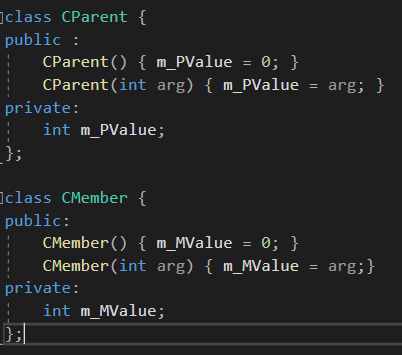 class CParent {
public :
    CParent() { m_PValue = 0; }
    CParent(int arg) { m_PValue = arg; }
private:
    int m_PValue;
};

class CMember {
public:
    CMember() { m_MValue = 0; }
    CMember(int arg) { m_MValue = arg;}
private:
    int m_MValue;
};